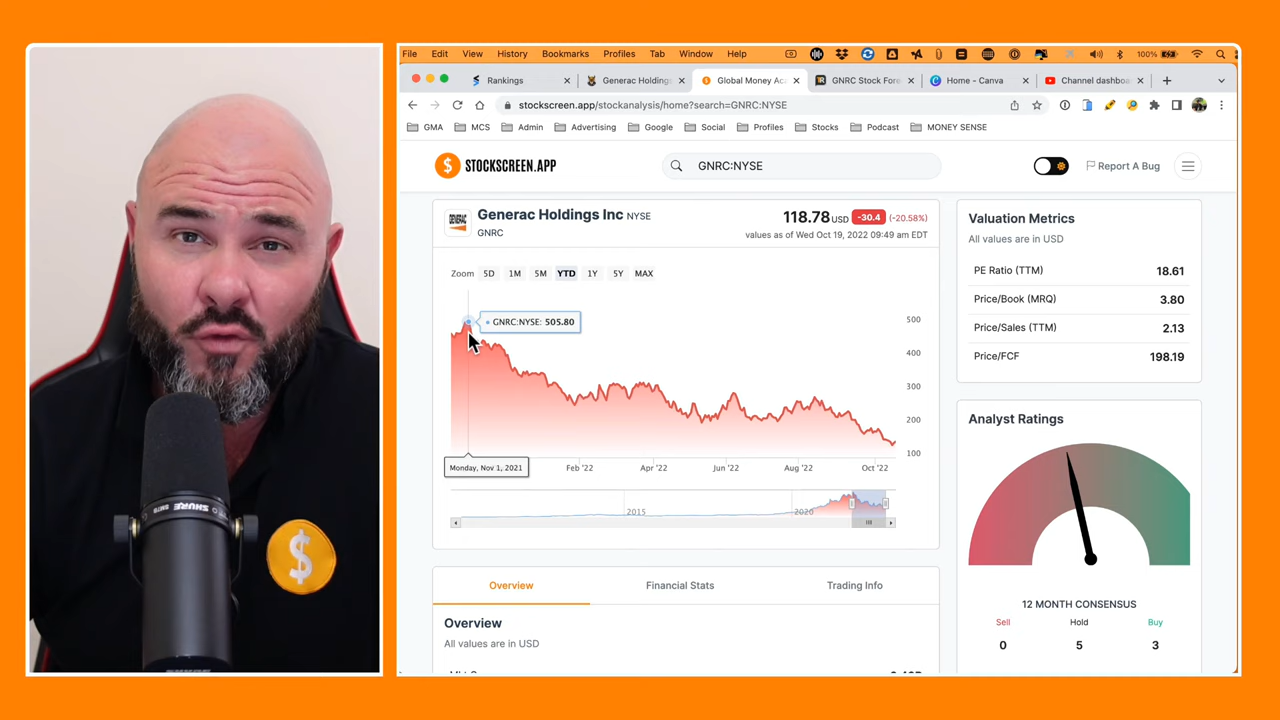 File Edit View History Bookmarks Profiles Tab Window Help 100%
Rankings Generac Holding Global Money Aca GNRC Stock Fore Home - Canva Channel dashboa
stockscreen.app/stockanalysis/home?search=GNRC:NYSE
GMA MCS Admin Advertising Google Social Profiles Stocks Podcast MONEY SENSE
$ STOCKSCREEN.APP GNRC:NYSE Report A Bug
GENERAC Generac Holdings Inc NYSE
GNRC
118.78 USD -30.4 (-20.58%)
values as of Wed Oct 19, 2022 09:49 am EDT
Zoom 5D 1M 5M YTD 1Y 5Y MAX
GNRC:NYSE: 505.80
500
400
300
200
100
Monday, Nov 1, 2021 Feb '22 Apr '22 Jun '22 Aug '22 Oct '22
2015 2020
Overview Financial Stats Trading Info
Overview
All values are in USD
Valuation Metrics
All values are in USD
PE Ratio (TTM) 18.61
Price/Book (MRQ) 3.80
Price/Sales (TTM) 2.13
Price/FCF 198.19
Analyst Ratings
12 MONTH CONSENSUS
Sell Hold Buy
0 5 3
SHURE SM7B
$